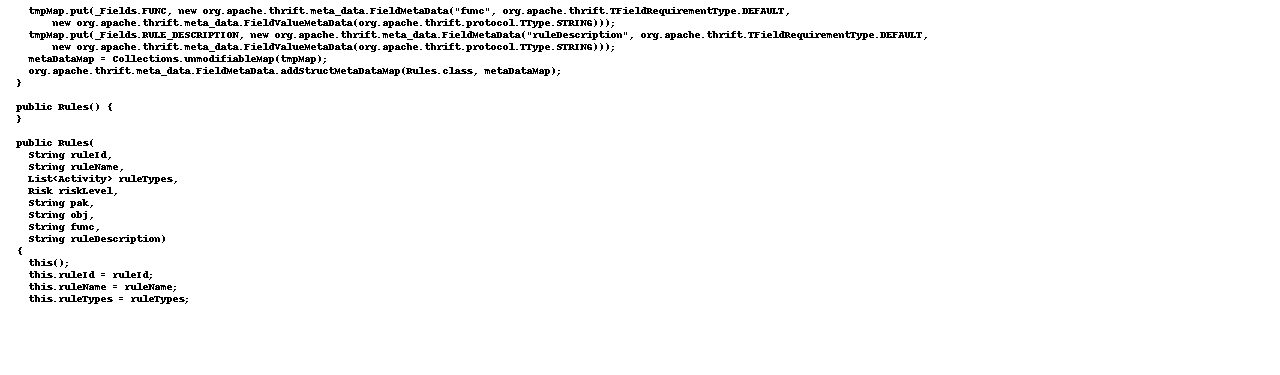 tmpMap.put(_Fields.FUNC, new org.apache.thrift.meta_data.FieldMetaData("func", org.apache.thrift.TFieldRequirementType.DEFAULT,
new org.apache.thrift.meta_data.FieldValueMetaData(org.apache.thrift.protocol.TType.STRING)));
tmpMap.put(_Fields.RULE_DESCRIPTION, new org.apache.thrift.meta_data.FieldMetaData("ruleDescription", org.apache.thrift.TFieldRequirementType.DEFAULT,
new org.apache.thrift.meta_data.FieldValueMetaData(org.apache.thrift.protocol.TType.STRING)));
metaDataMap = Collections.unmodifiableMap(tmpMap);
org.apache.thrift.meta_data.FieldMetaData.addStructMetaDataMap(Rules.class, metaDataMap);
}
public Rules() {
}
public Rules(
String ruleId,
String ruleName,
List<Activity> ruleTypes,
Risk riskLevel,
String pak,
String obj,
String func,
String ruleDescription)
{
this();
this.ruleId = ruleId;
this.ruleName = ruleName;
this.ruleTypes = ruleTypes;